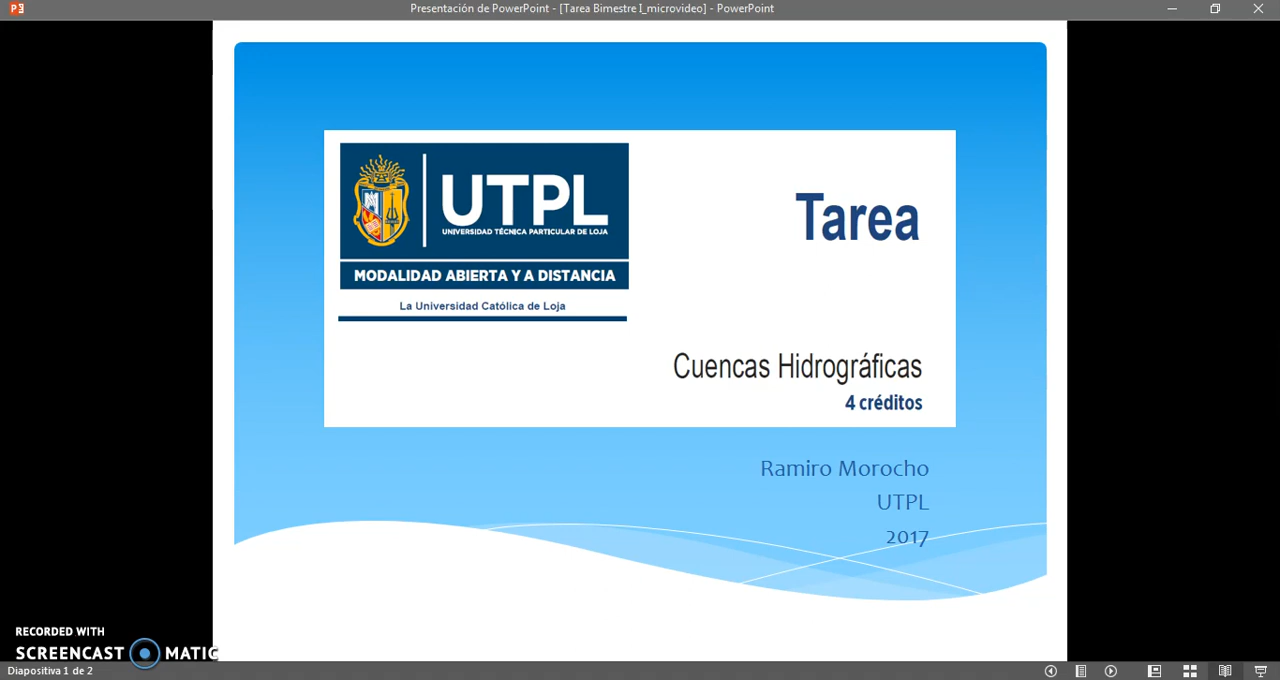 Presentación de PowerPoint - [Tarea Bimestre I_microvideo] - PowerPoint
UTPL
UNIVERSIDAD TÉCNICA PARTICULAR DE LOJA
MODALIDAD ABIERTA Y A DISTANCIA
La Universidad Católica de Loja
Tarea
Cuencas Hidrográficas
4 créditos
Ramiro Morocho
UTPL
2017
RECORDED WITH
SCREENCAST MATIC
Diapositiva 1 de 2